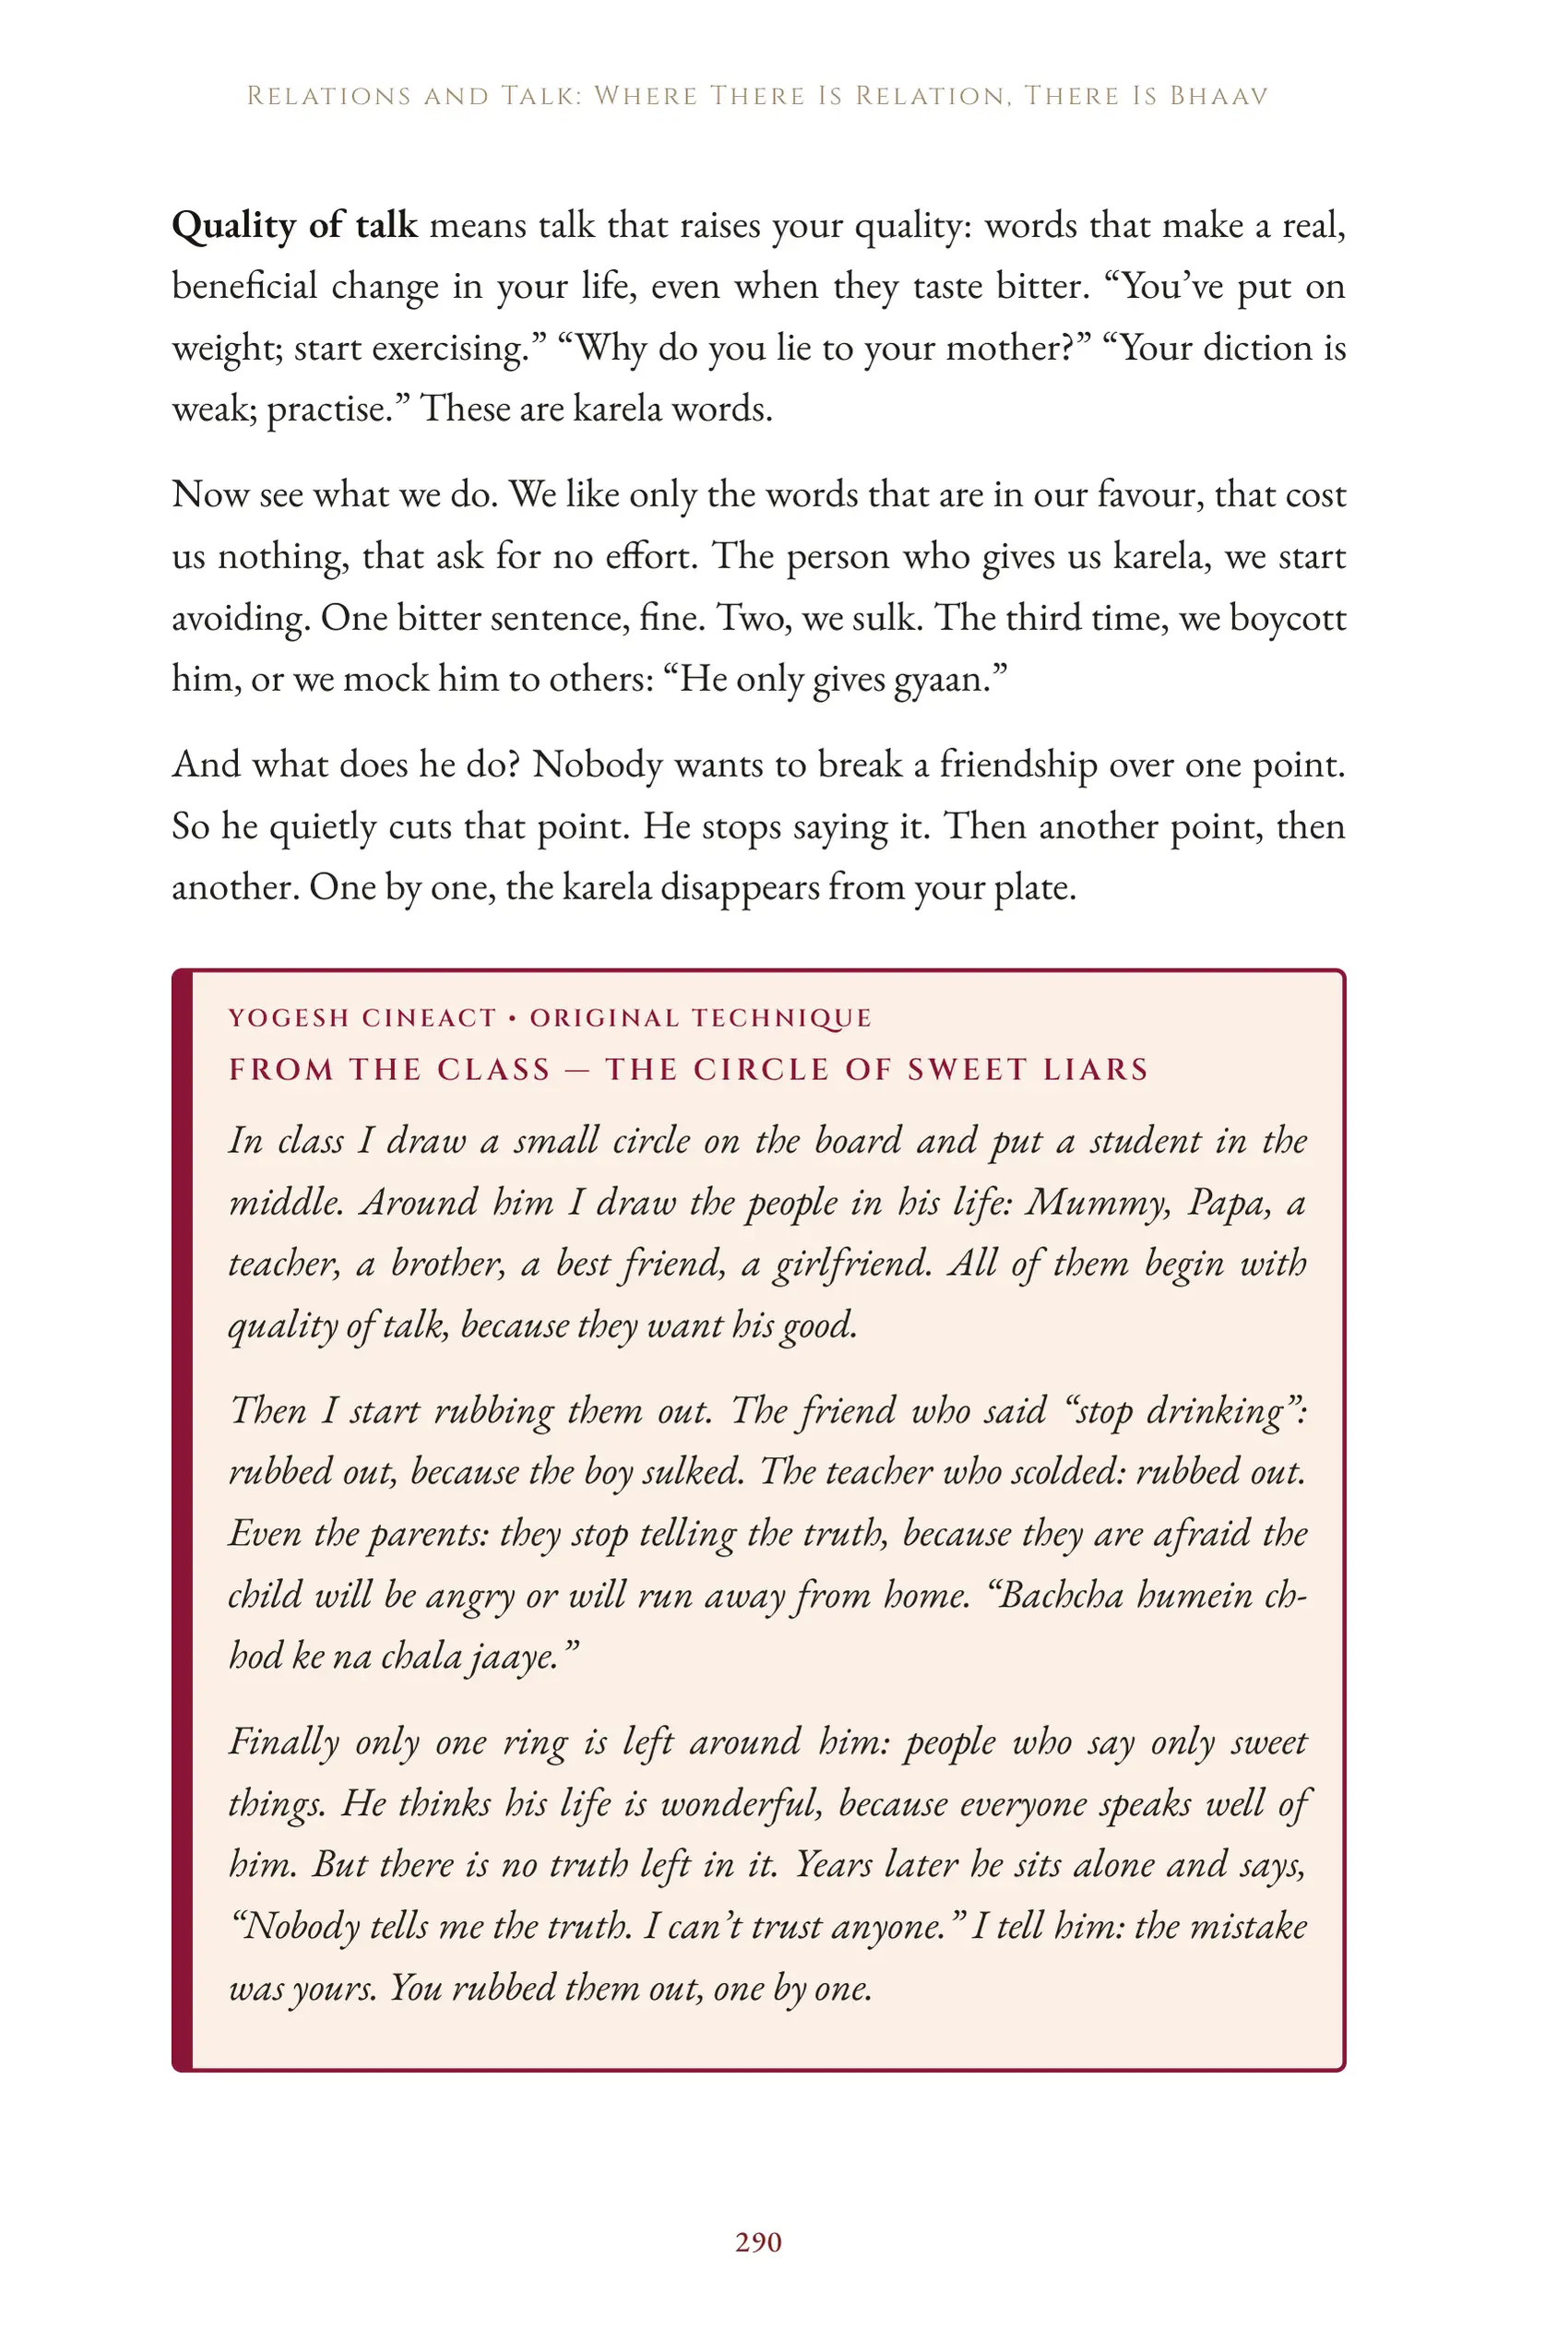 Relations and Talk: Where There Is Relation, There Is Bhaav
Quality of talk means talk that raises your quality: words that make a real,
beneficial change in your life, even when they taste bitter. “You’ve put on
weight; start exercising.” “Why do you lie to your mother?” “Your diction is
weak; practise.” These are karela words.
Now see what we do. We like only the words that are in our favour, that cost
us nothing, that ask for no effort. The person who gives us karela, we start
avoiding. One bitter sentence, fine. Two, we sulk. The third time, we boycott
him, or we mock him to others: “He only gives gyaan.”
And what does he do? Nobody wants to break a friendship over one point.
So he quietly cuts that point. He stops saying it. Then another point, then
another. One by one, the karela disappears from your plate.
YOGESH CINEACT • ORIGINAL TECHNIQUE
FROM THE CLASS — THE CIRCLE OF SWEET LIARS
In class I draw a small circle on the board and put a student in the
middle. Around him I draw the people in his life: Mummy, Papa, a
teacher, a brother, a best friend, a girlfriend. All of them begin with
quality of talk, because they want his good.
Then I start rubbing them out. The friend who said “stop drinking”:
rubbed out, because the boy sulked. The teacher who scolded: rubbed out.
Even the parents: they stop telling the truth, because they are afraid the
child will be angry or will run away from home. “Bachcha humein ch-
hod ke na chala jaaye.”
Finally only one ring is left around him: people who say only sweet
things. He thinks his life is wonderful, because everyone speaks well of
him. But there is no truth left in it. Years later he sits alone and says,
“Nobody tells me the truth. I can’t trust anyone.” I tell him: the mistake
was yours. You rubbed them out, one by one.
290